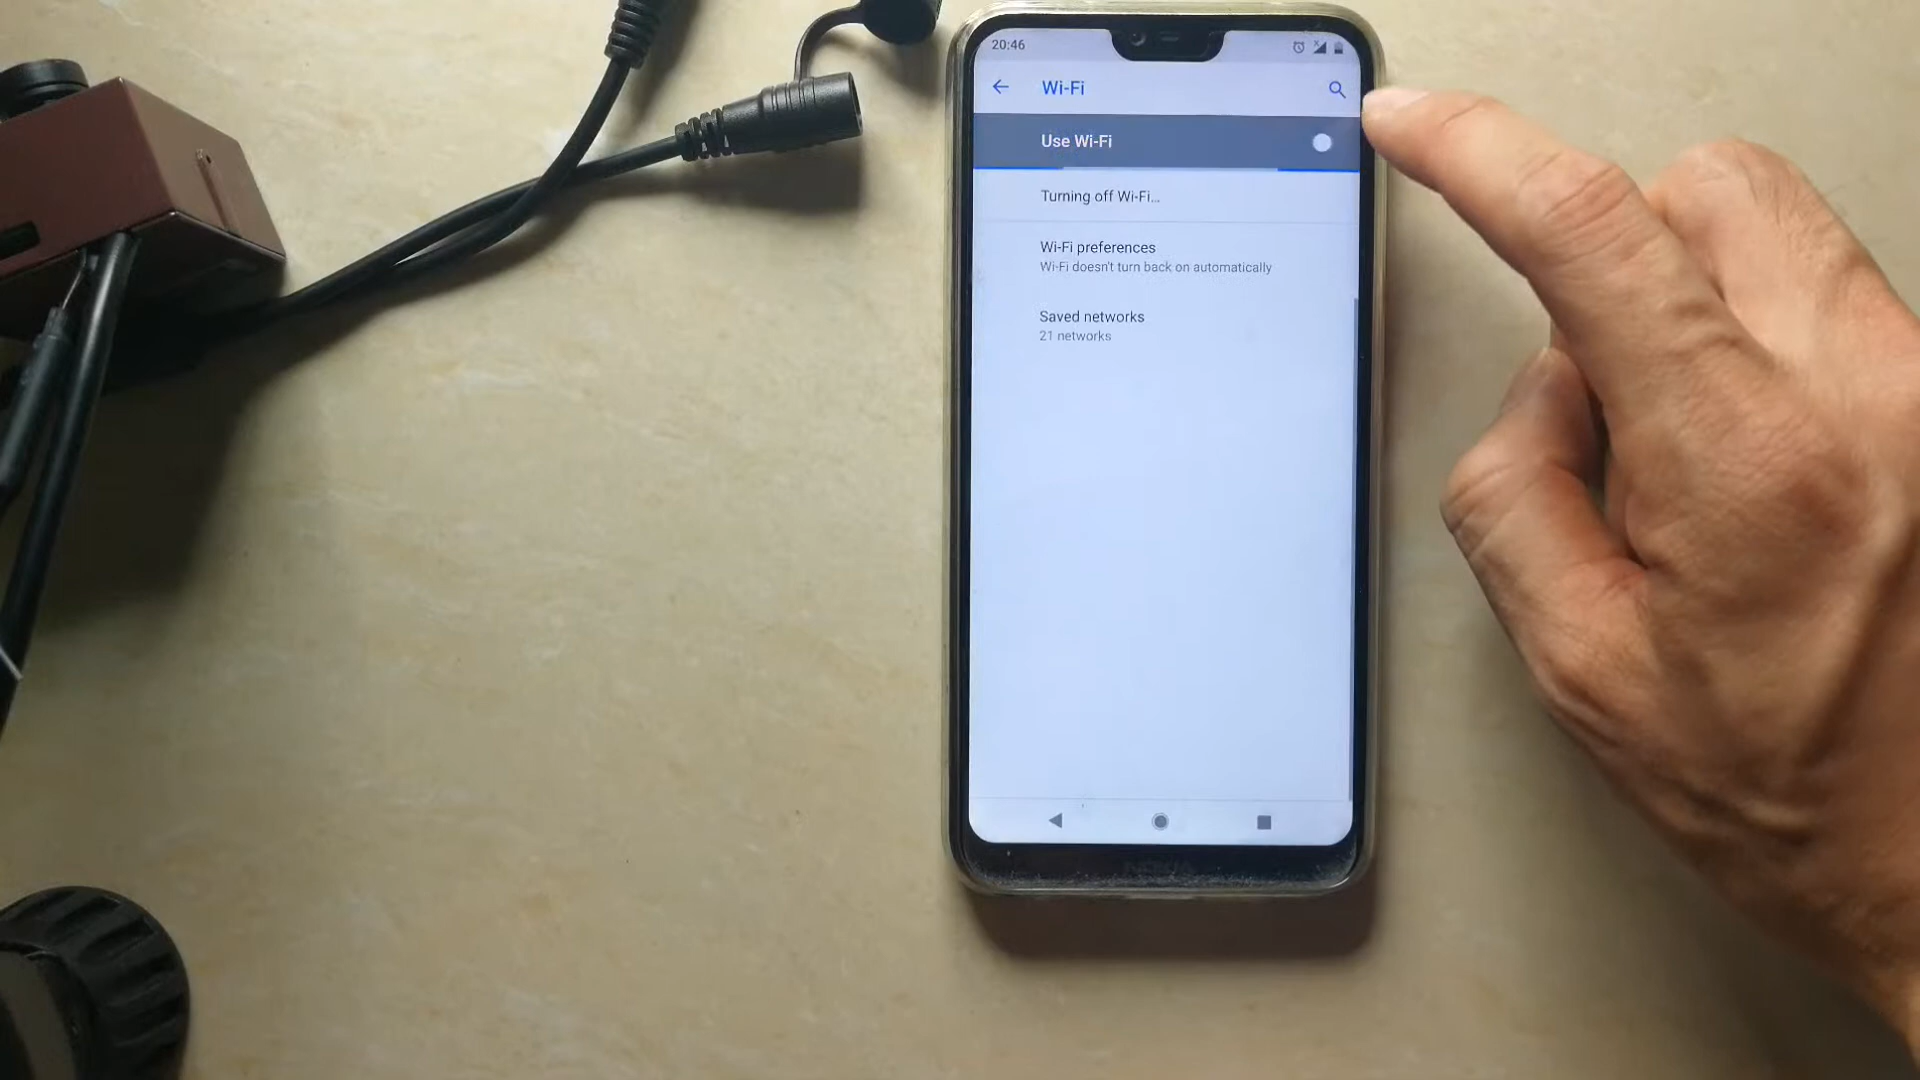 20:46
Wi-Fi
Use Wi-Fi
Turning off Wi-Fi...
Wi-Fi preferences
Wi-Fi doesn't turn back on automatically
Saved networks
21 networks
NOKIA